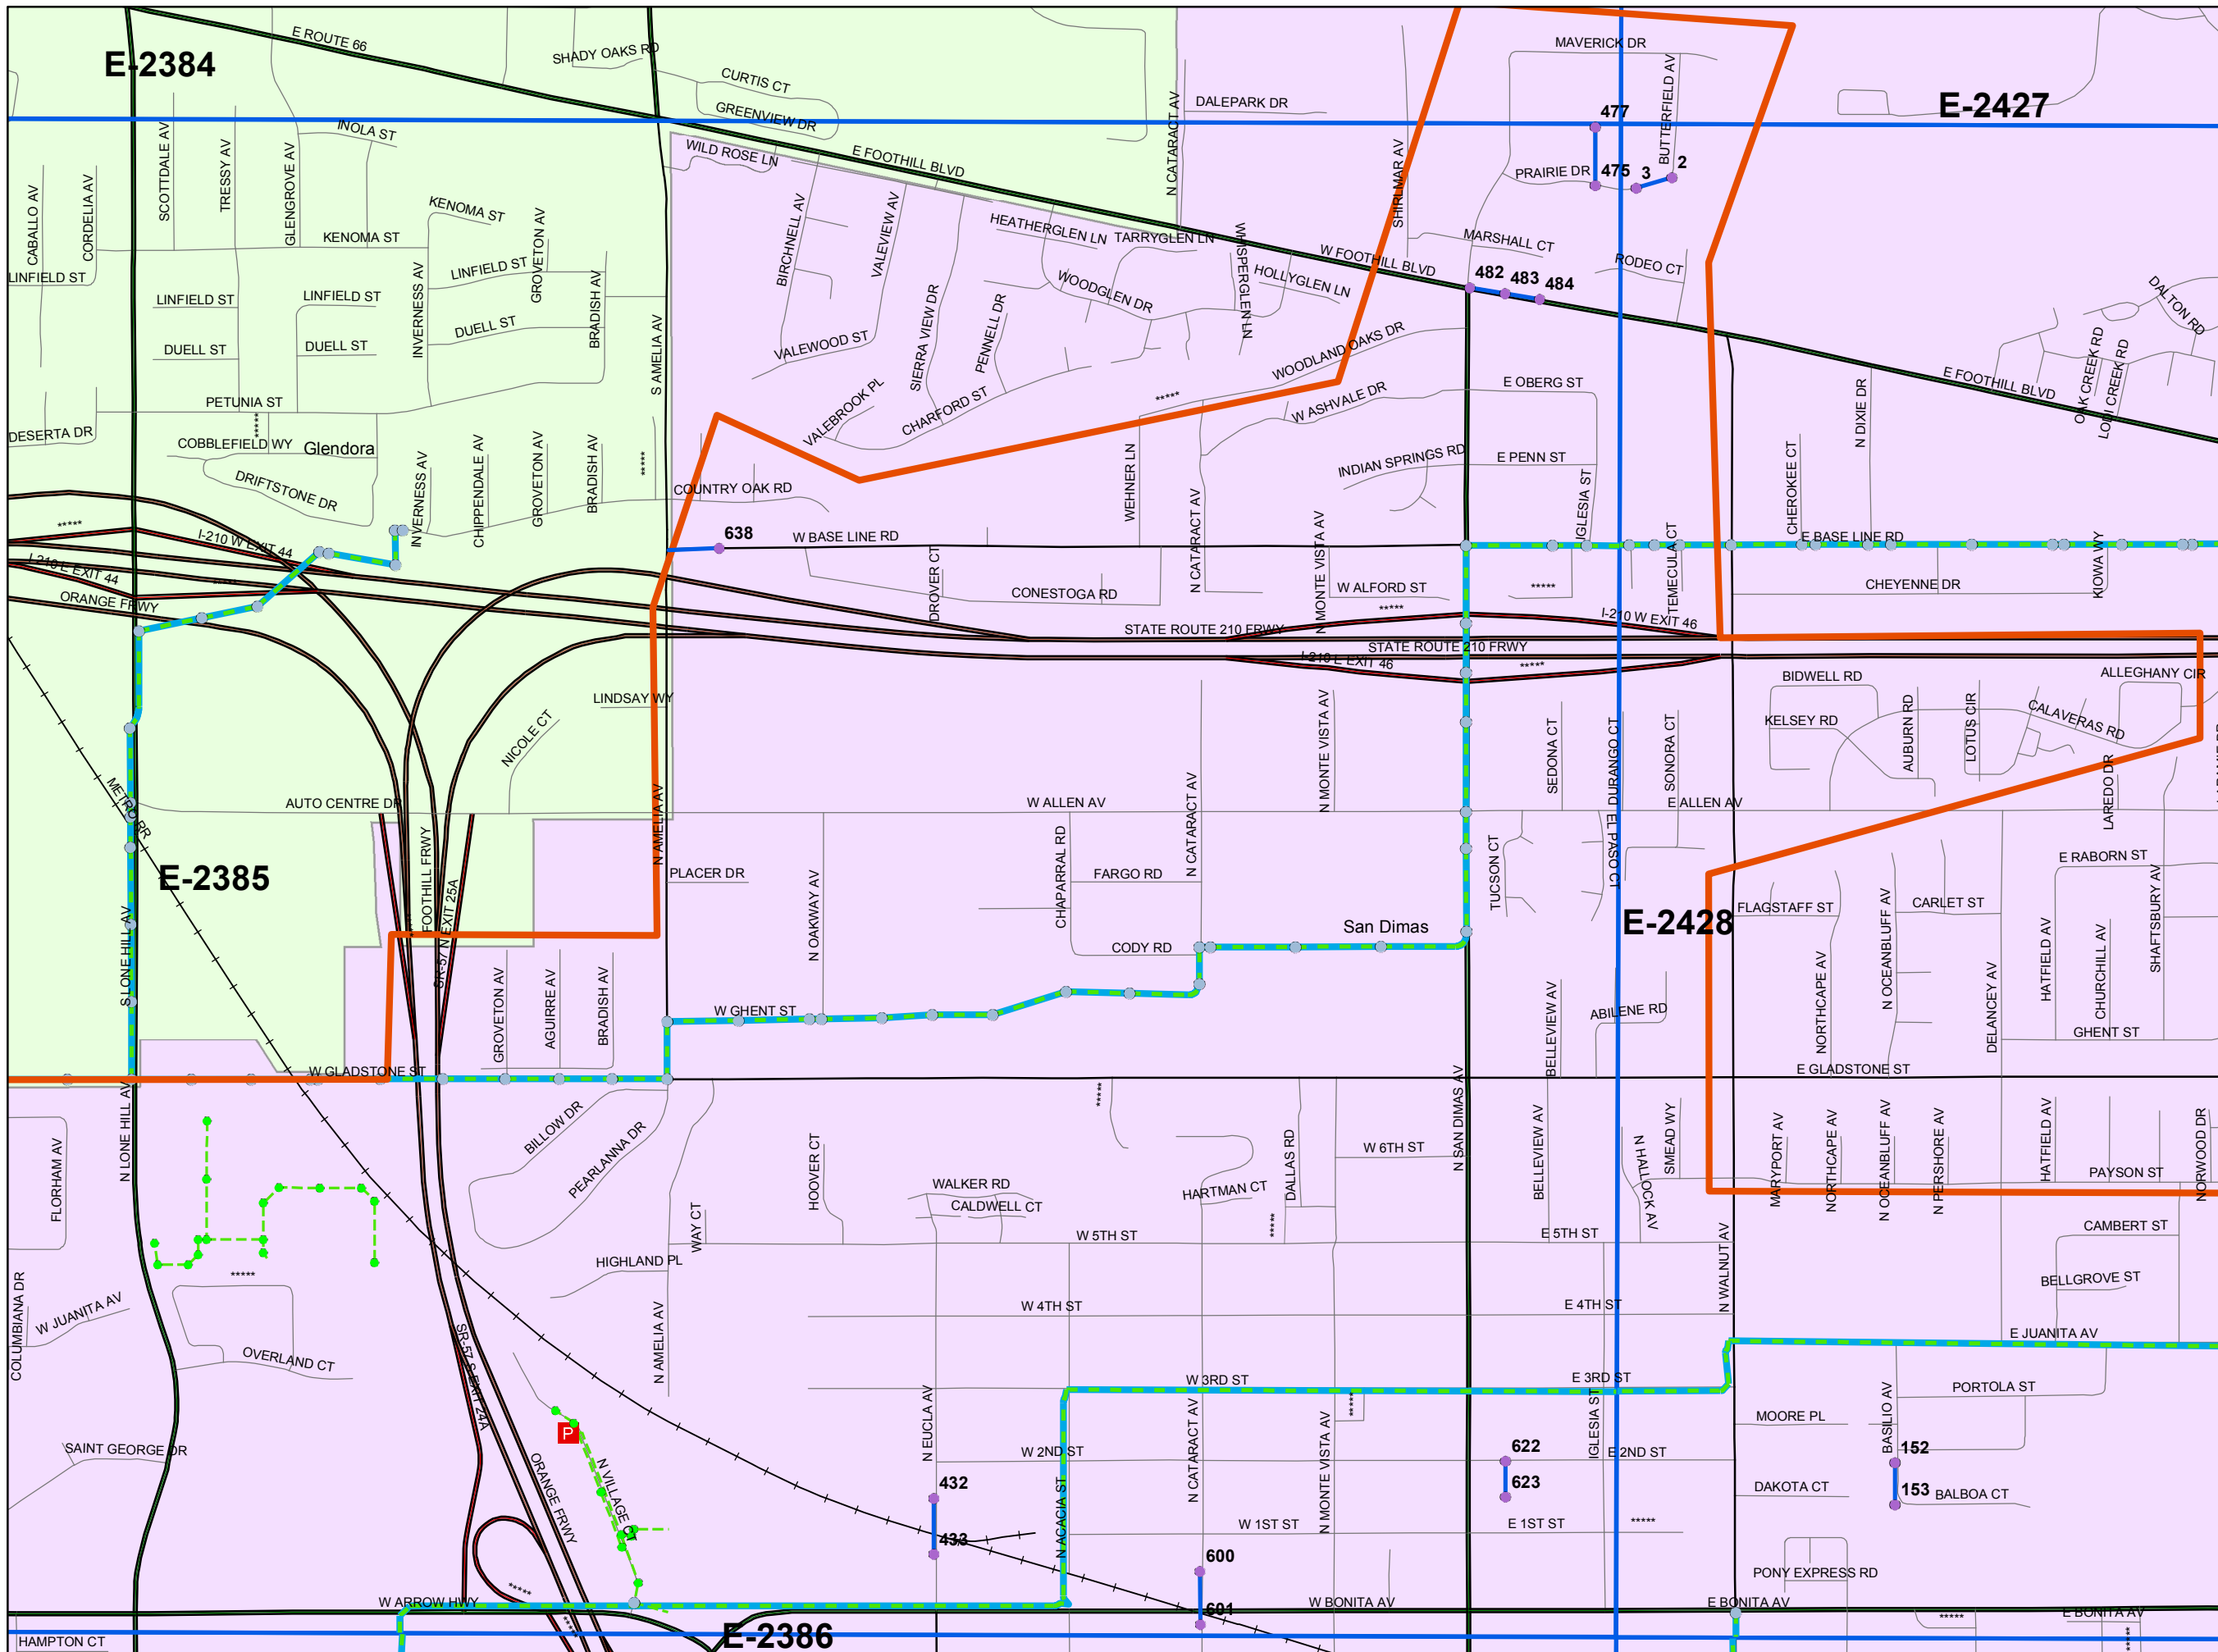 E-2384
E ROUTE 66
SHADY OAKS RD
CURTIS CT
GREENVIEW DR
N CATARACT AV
DALEPARK DR
MAVERICK DR
BUTTERFIELD AV
E-2427
477
475
3
2
PRAIRIE DR
SHIRLMAR AV
INOLA ST
SCOTTDALE AV
TRESSY AV
GLENGROVE AV
CABALLO AV
CORDELIA AV
WILD ROSE LN
E FOOTHILL BLVD
KENOMA ST
KENOMA ST
GROVETON AV
BIRCHNELL AV
VALEVIEW AV
HEATHERGLEN LN
TARRYGLEN LN
WHISPERGLEN LN
HOLLYGLEN LN
W FOOTHILL BLVD
MARSHALL CT
RODEO CT
482
483
484
LINFIELD ST
LINFIELD ST
LINFIELD ST
LINFIELD ST
INVERNESS AV
BRADISH AV
DUELL ST
DUELL ST
DUELL ST
S AMELIA AV
VALEWOOD ST
SIERRA VIEW DR
PENNELL DR
WOODGLEN DR
WOODLAND OAKS DR
DALTON RD
OAK CREEK RD
LODI CREEK RD
E FOOTHILL BLVD
PETUNIA ST
*****
VALEBROOK PL
CHARFORD ST
*****
W ASHVALE DR
E OBERG ST
N DIXIE DR
DESERTA DR
COBBLEFIELD WY
Glendora
DRIFTSTONE DR
INVERNESS AV
CHIPPENDALE AV
GROVETON AV
BRADISH AV
*****
COUNTRY OAK RD
WEHNER LN
N CATARACT AV
INDIAN SPRINGS RD
E PENN ST
IGLESIA ST
CHEROKEE CT
*****
I-210 W EXIT 44
638
W BASE LINE RD
N MONTE VISTA AV
TEMECULA CT
E BASE LINE RD
KIOWA WY
I-210 E EXIT 44
*****
ORANGE FRWY
DROVER CT
CONESTOGA RD
W ALFORD ST
*****
*****
CHEYENNE DR
STATE ROUTE 210 FRWY
I-210 W EXIT 46
STATE ROUTE 210 FRWY
I-210 E EXIT 46
*****
METRO RR
LINDSAY WY
NICOLE CT
N MONTE VISTA AV
SEDONA CT
DURANGO CT
SONORA CT
BIDWELL RD
KELSEY RD
AUBURN RD
LOTUS CIR
CALAVERAS RD
ALLEGHANY CIR
LAREDO DR
AUTO CENTRE DR
W ALLEN AV
E ALLEN AV
N AMELIA AV
N CATARACT AV
FOOTHILL FRWY
SR-57 N EXIT 25A
*****
E-2385
S LONE HILL AV
PLACER DR
N OAKWAY AV
CHAPARRAL RD
FARGO RD
CODY RD
San Dimas
TUCSON CT
EL PASO CT
E-2428
FLAGSTAFF ST
NORTHCAPE AV
N OCEANBLUFF AV
CARLET ST
DELANCEY AV
HATFIELD AV
CHURCHILL AV
E RABORN ST
SHAFTSBURY AV
GROVETON AV
AGUIRRE AV
BRADISH AV
W GHENT ST
BELLEVIEW AV
ABILENE RD
GHENT ST
W GLADSTONE ST
E GLADSTONE ST
N LONE HILL AV
FLORHAM AV
BILLOW DR
PEARLANNA DR
HOOVER CT
WAY CT
*****
WALKER RD
CALDWELL CT
HARTMAN CT
DALLAS RD
*****
W 6TH ST
N SAN DIMAS AV
BELLEVIEW AV
N HALLOCK AV
SMEAD WY
MARYPORT AV
NORTHCAPE AV
N OCEANBLUFF AV
N PERSHORE AV
HATFIELD AV
PAYSON ST
NORWOOD DR
W 5TH ST
E 5TH ST
N WALNUT AV
CAMBERT ST
BELLGROVE ST
HIGHLAND PL
*****
COLUMBIANA DR
W JUANITA AV
OVERLAND CT
SR-57 S EXIT 24A
N AMELIA AV
W 4TH ST
E 4TH ST
E JUANITA AV
W 3RD ST
E 3RD ST
PORTOLA ST
MOORE PL
BASILIO AV
SAINT GEORGE DR
P
N VILLAGE CT
ORANGE FRWY
N EUCLA AV
N ACACIA ST
N CATARACT AV
N MONTE VISTA AV
*****
W 2ND ST
E 2ND ST
IGLESIA ST
622
623
152
153
DAKOTA CT
BALBOA CT
432
433
W 1ST ST
E 1ST ST
*****
600
601
PONY EXPRESS RD
*****
W ARROW HWY
*****
W BONITA AV
E BONITA AV
*****
E BONITA AV
*****
HAMPTON CT
E-2386